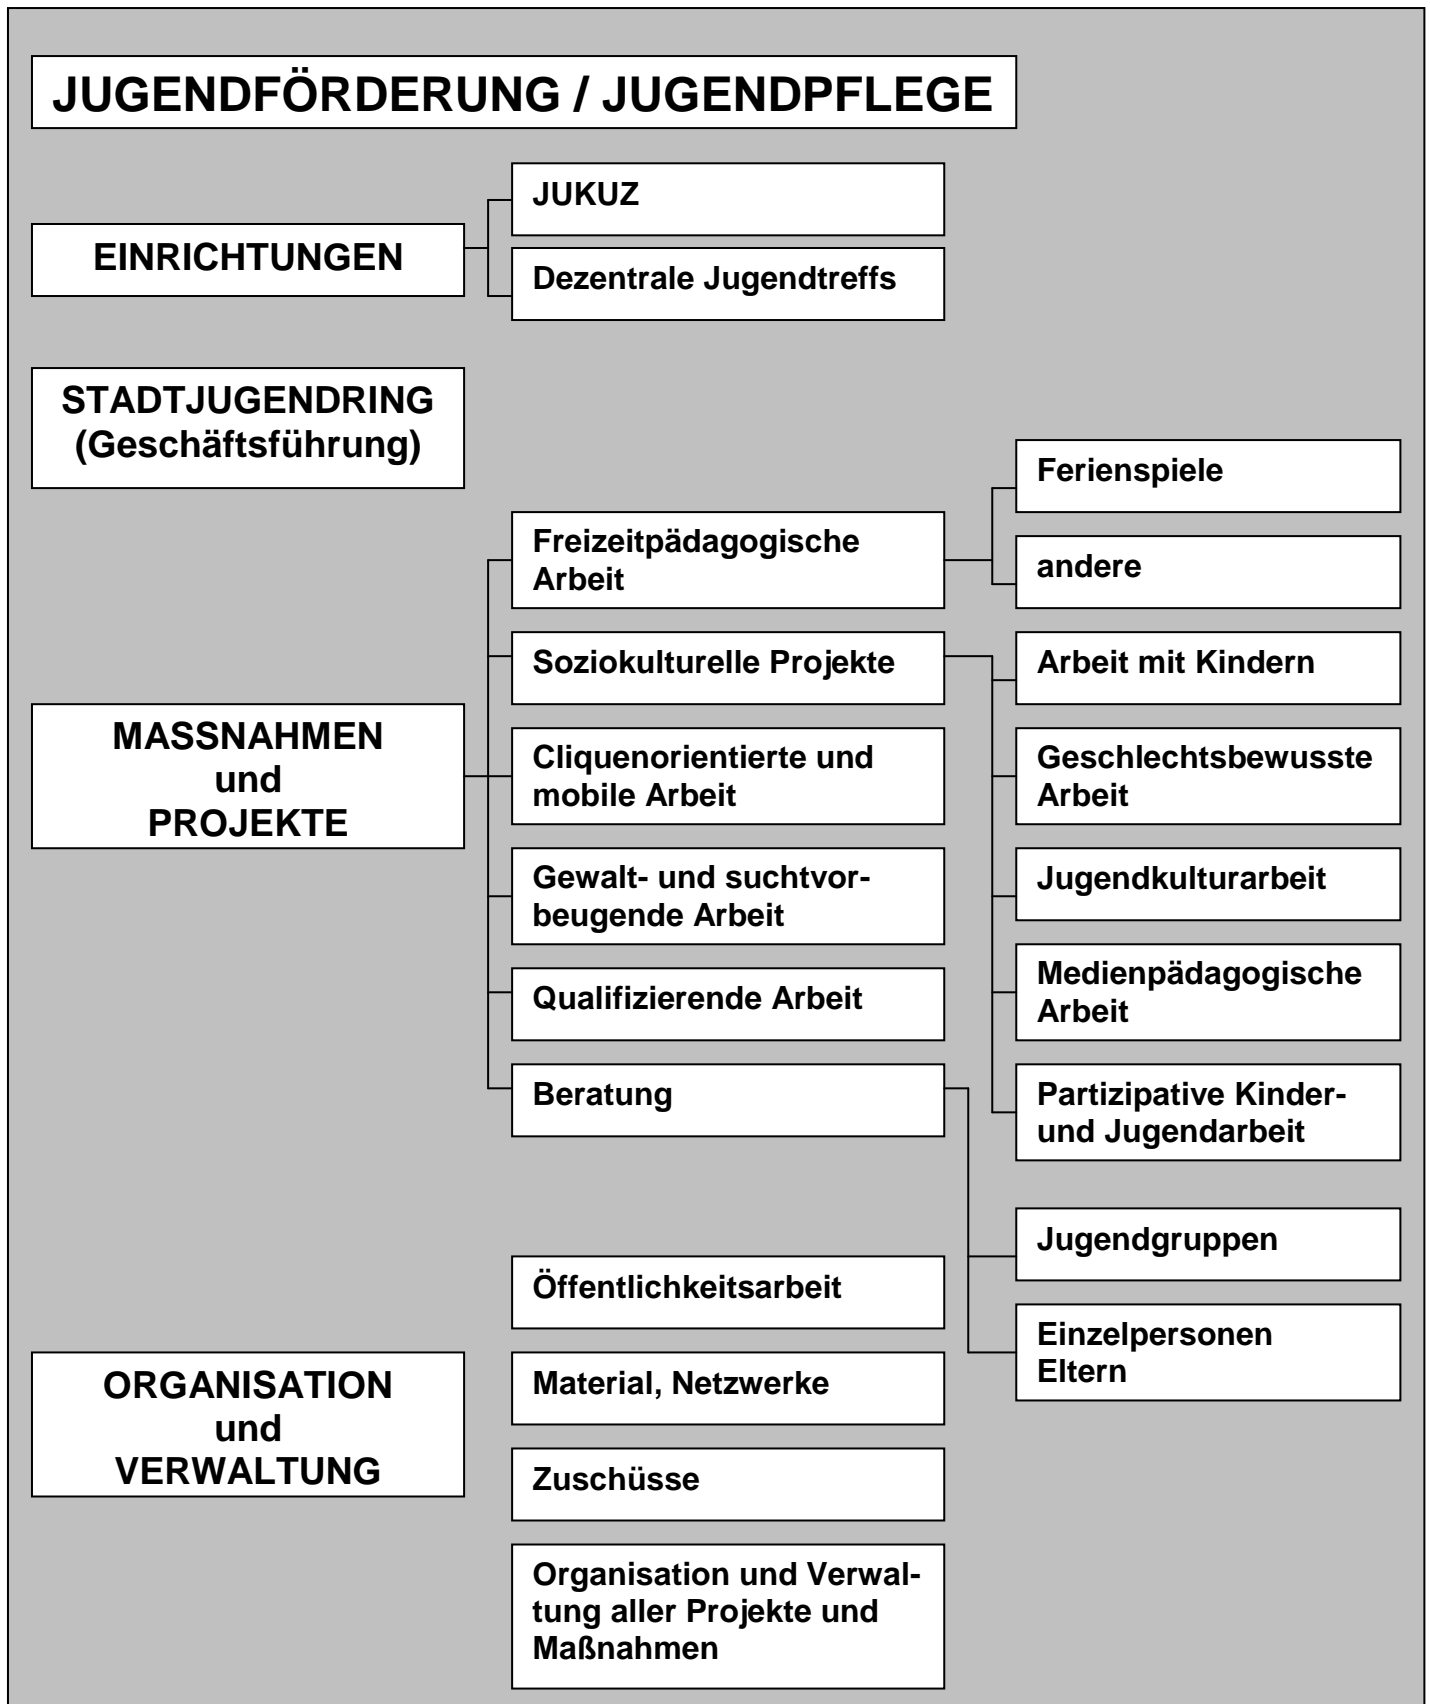 JUGENDFÖRDERUNG / JUGENDPFLEGE
EINRICHTUNGEN
JUKUZ
Dezentrale Jugendtreffs
STADTJUGENDRING
(Geschäftsführung)
MASSNAHMEN
und
PROJEKTE
Freizeitpädagogische
Arbeit
Ferienspiele
andere
Soziokulturelle Projekte
Arbeit mit Kindern
Geschlechtsbewusste
Arbeit
Jugendkulturarbeit
Medienpädagogische
Arbeit
Partizipative Kinder-
und Jugendarbeit
Cliquenorientierte und
mobile Arbeit
Gewalt- und suchtvor-
beugende Arbeit
Qualifizierende Arbeit
Beratung
Jugendgruppen
Einzelpersonen
Eltern
ORGANISATION
und
VERWALTUNG
Öffentlichkeitsarbeit
Material, Netzwerke
Zuschüsse
Organisation und Verwal-
tung aller Projekte und
Maßnahmen